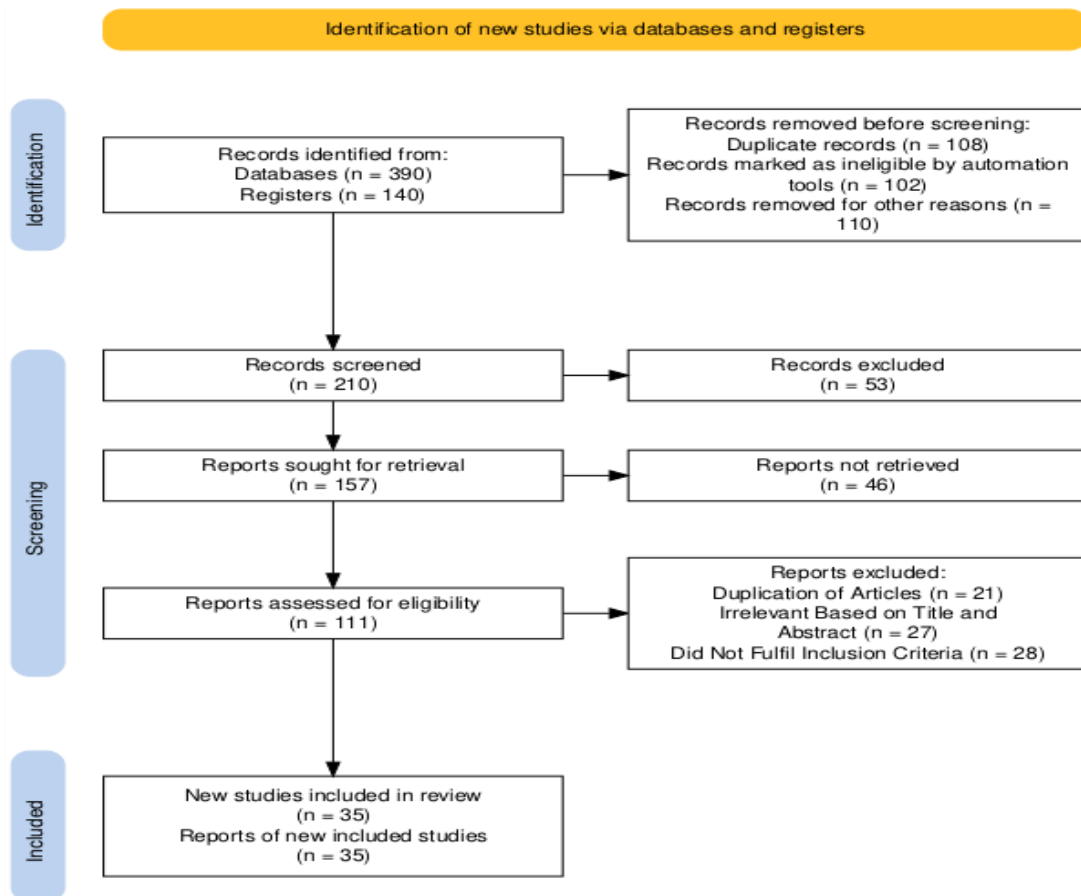 Identification of new studies via databases and registers
Identification
Records identified from:
Databases (n = 390)
Registers (n = 140)
Records removed before screening:
Duplicate records (n = 108)
Records marked as ineligible by automation
tools (n = 102)
Records removed for other reasons (n =
110)
Screening
Records screened
(n = 210)
Records excluded
(n = 53)
Reports sought for retrieval
(n = 157)
Reports not retrieved
(n = 46)
Reports assessed for eligibility
(n = 111)
Reports excluded:
Duplication of Articles (n = 21)
Irrelevant Based on Title and
Abstract (n = 27)
Did Not Fulfil Inclusion Criteria (n = 28)
Included
New studies included in review
(n = 35)
Reports of new included studies
(n = 35)